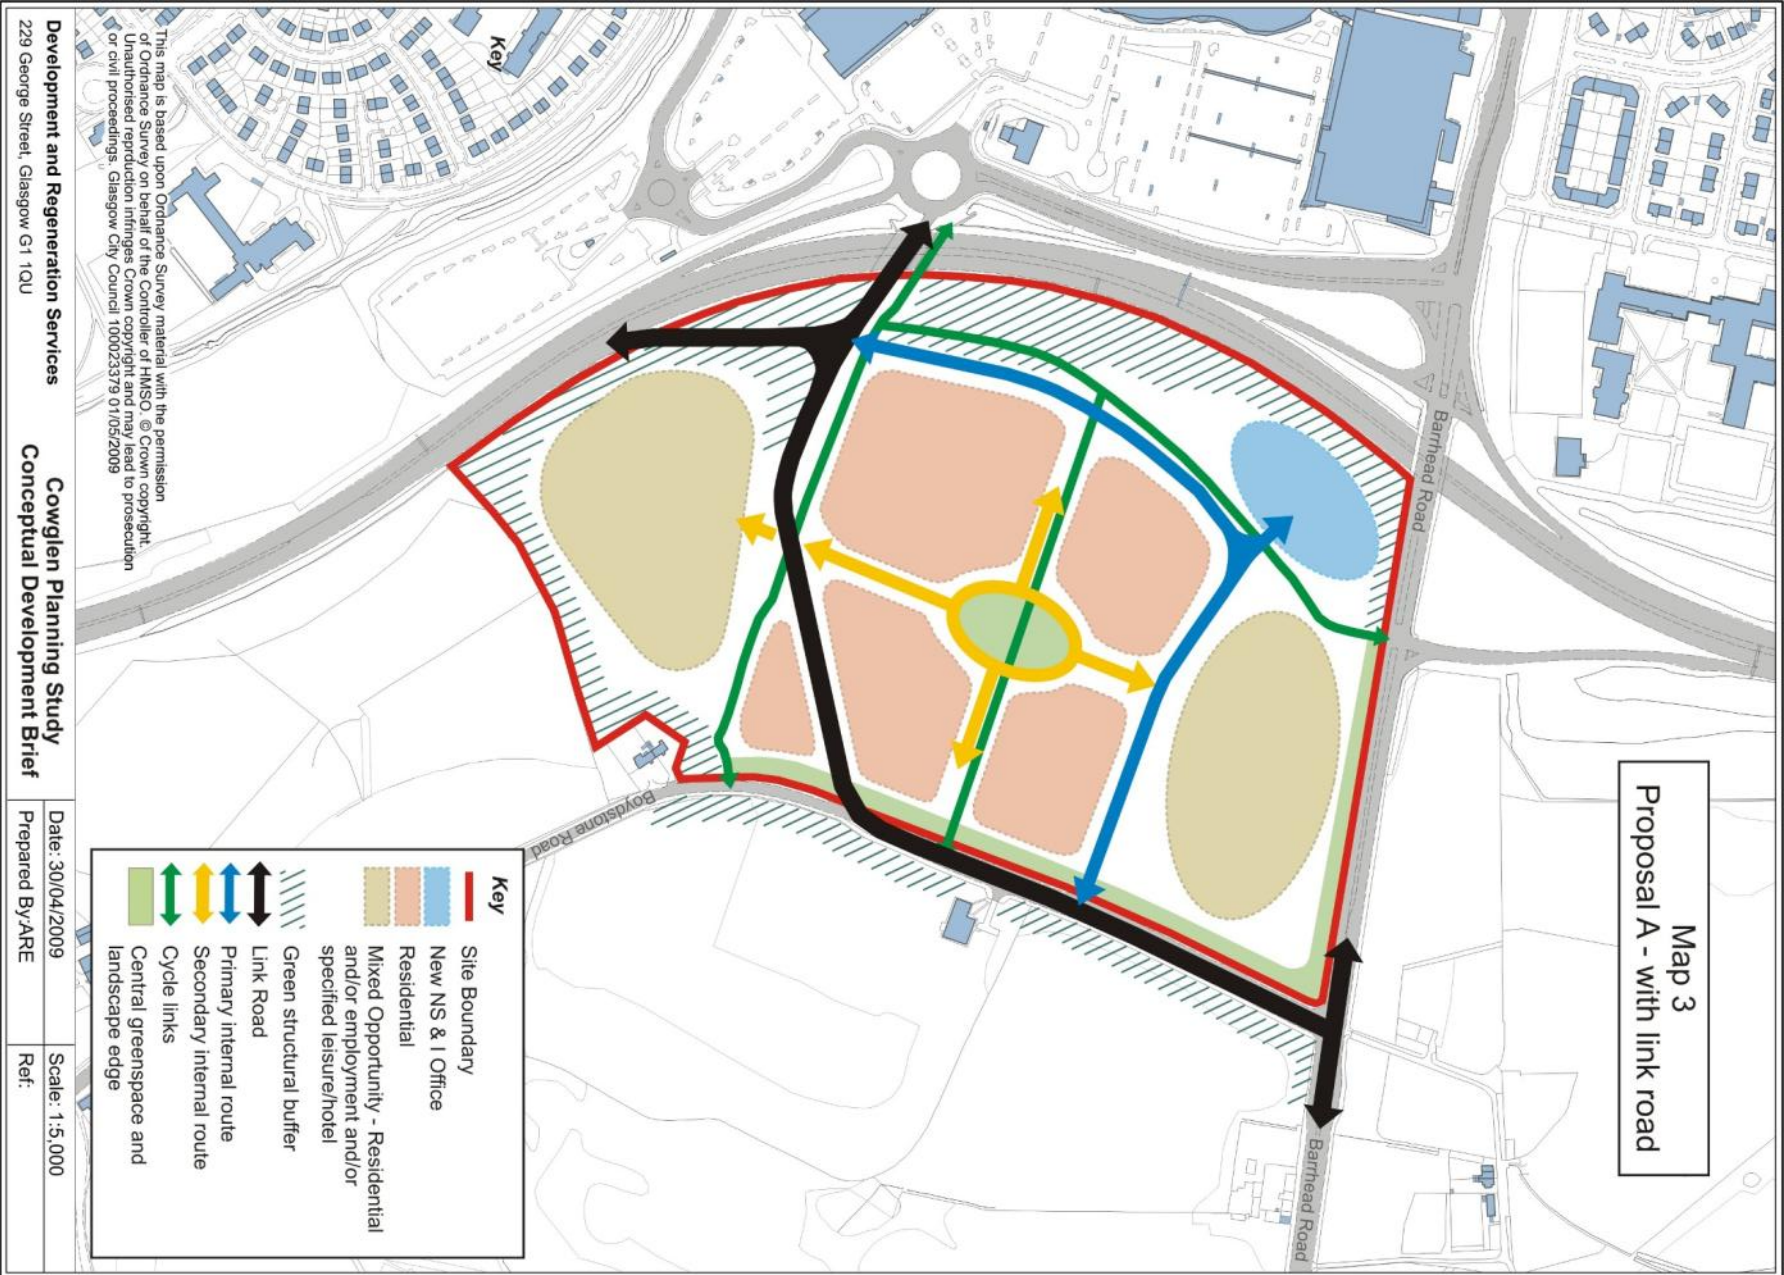 Map 3
Proposal A - with link road
Barrhead Road
Barrhead Road
Boydstone Road
Key
Key
Site Boundary
New NS & I Office
Residential
Mixed Opportunity - Residential
and/or employment and/or
specified leisure/hotel
Green structural buffer
Link Road
Primary internal route
Secondary internal route
Cycle links
Central greenspace and
landscape edge
This map is based upon Ordnance Survey material with the permission
of Ordnance Survey on behalf of the Controller of HMSO. © Crown copyright.
Unauthorised reprduction infringes Crown copyright and may lead to prosecution
or civil proceedings. Glasgow City Council 100023379 01/05/2009
Development and Regeneration Services
229 George Street, Glasgow G1 1QU
Cowglen Planning Study
Conceptual Development Brief
Date: 30/04/2009
Prepared By:ARE
Scale: 1:5,000
Ref: